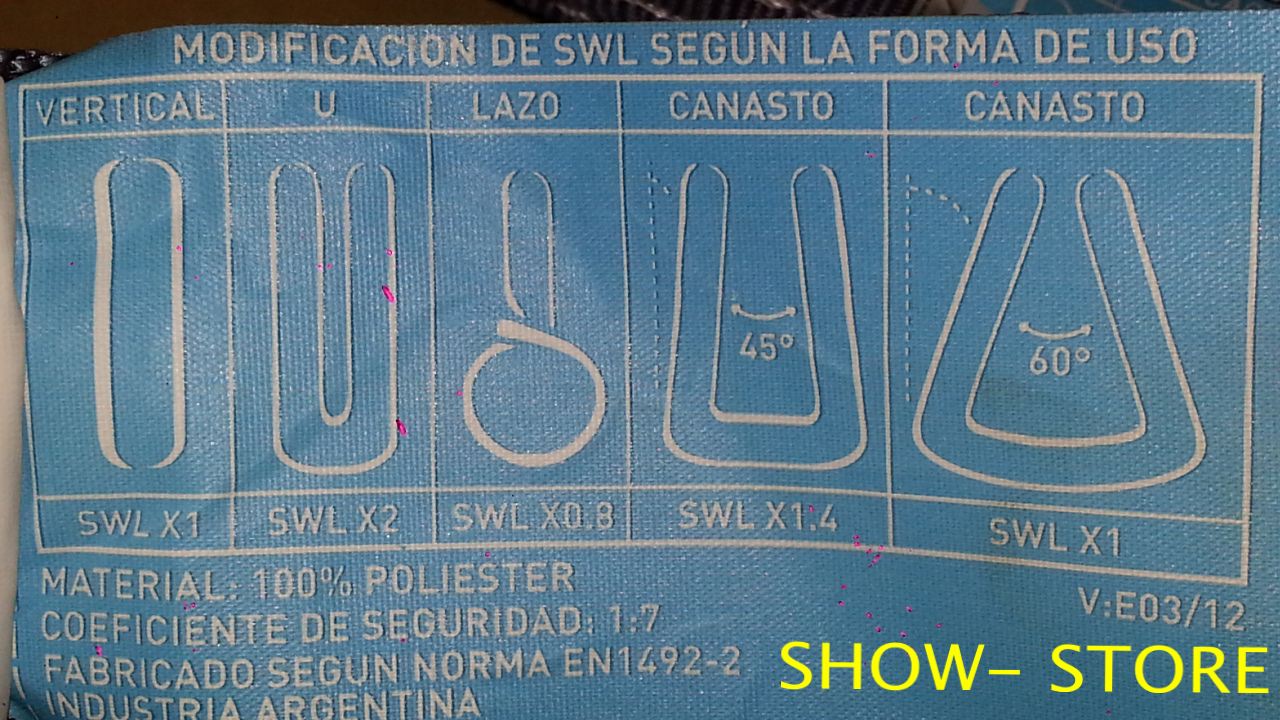 MODIFICACION DE SWL SEGÚN LA FORMA DE USO
VERTICAL U LAZO CANASTO CANASTO
45° 60°
SWL X1 SWL X2 SWL X0.8 SWL X1.4 SWL X1
MATERIAL: 100% POLIESTER
V:E03/12
COEFICIENTE DE SEGURIDAD: 1:7
FABRICADO SEGUN NORMA EN1492-2
INDUSTRIA ARGENTINA
SHOW- STORE